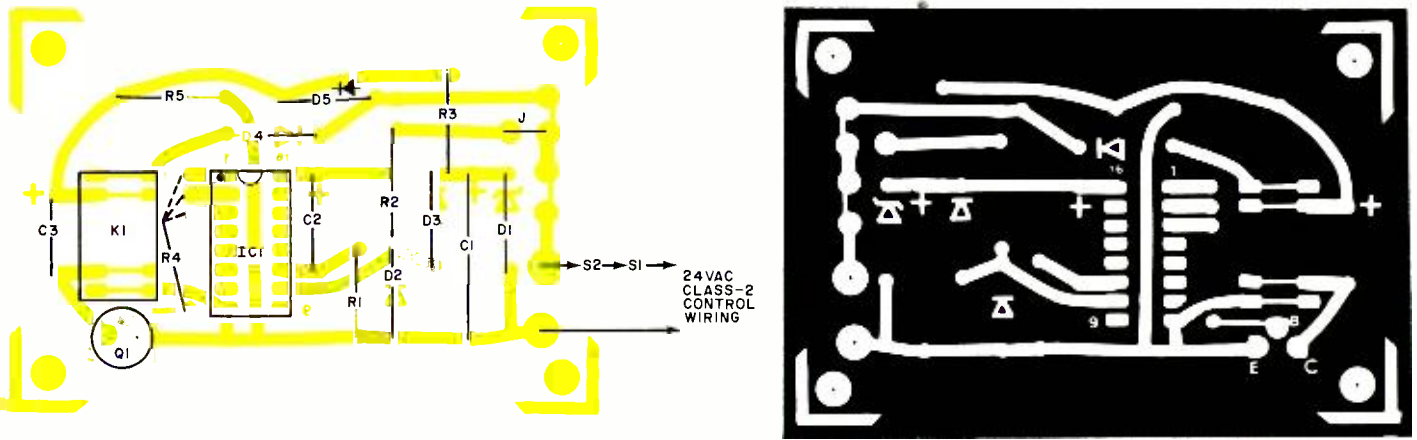 R5
D5
R3
J
D4
+
+
+
C3
K1
R4
IC1
C2
R2
D3
C1
D1
R1
D2
S2
S1
24VAC
CLASS-2
CONTROL
WIRING
Q1
16
1
+
+
+
9
B
E
C